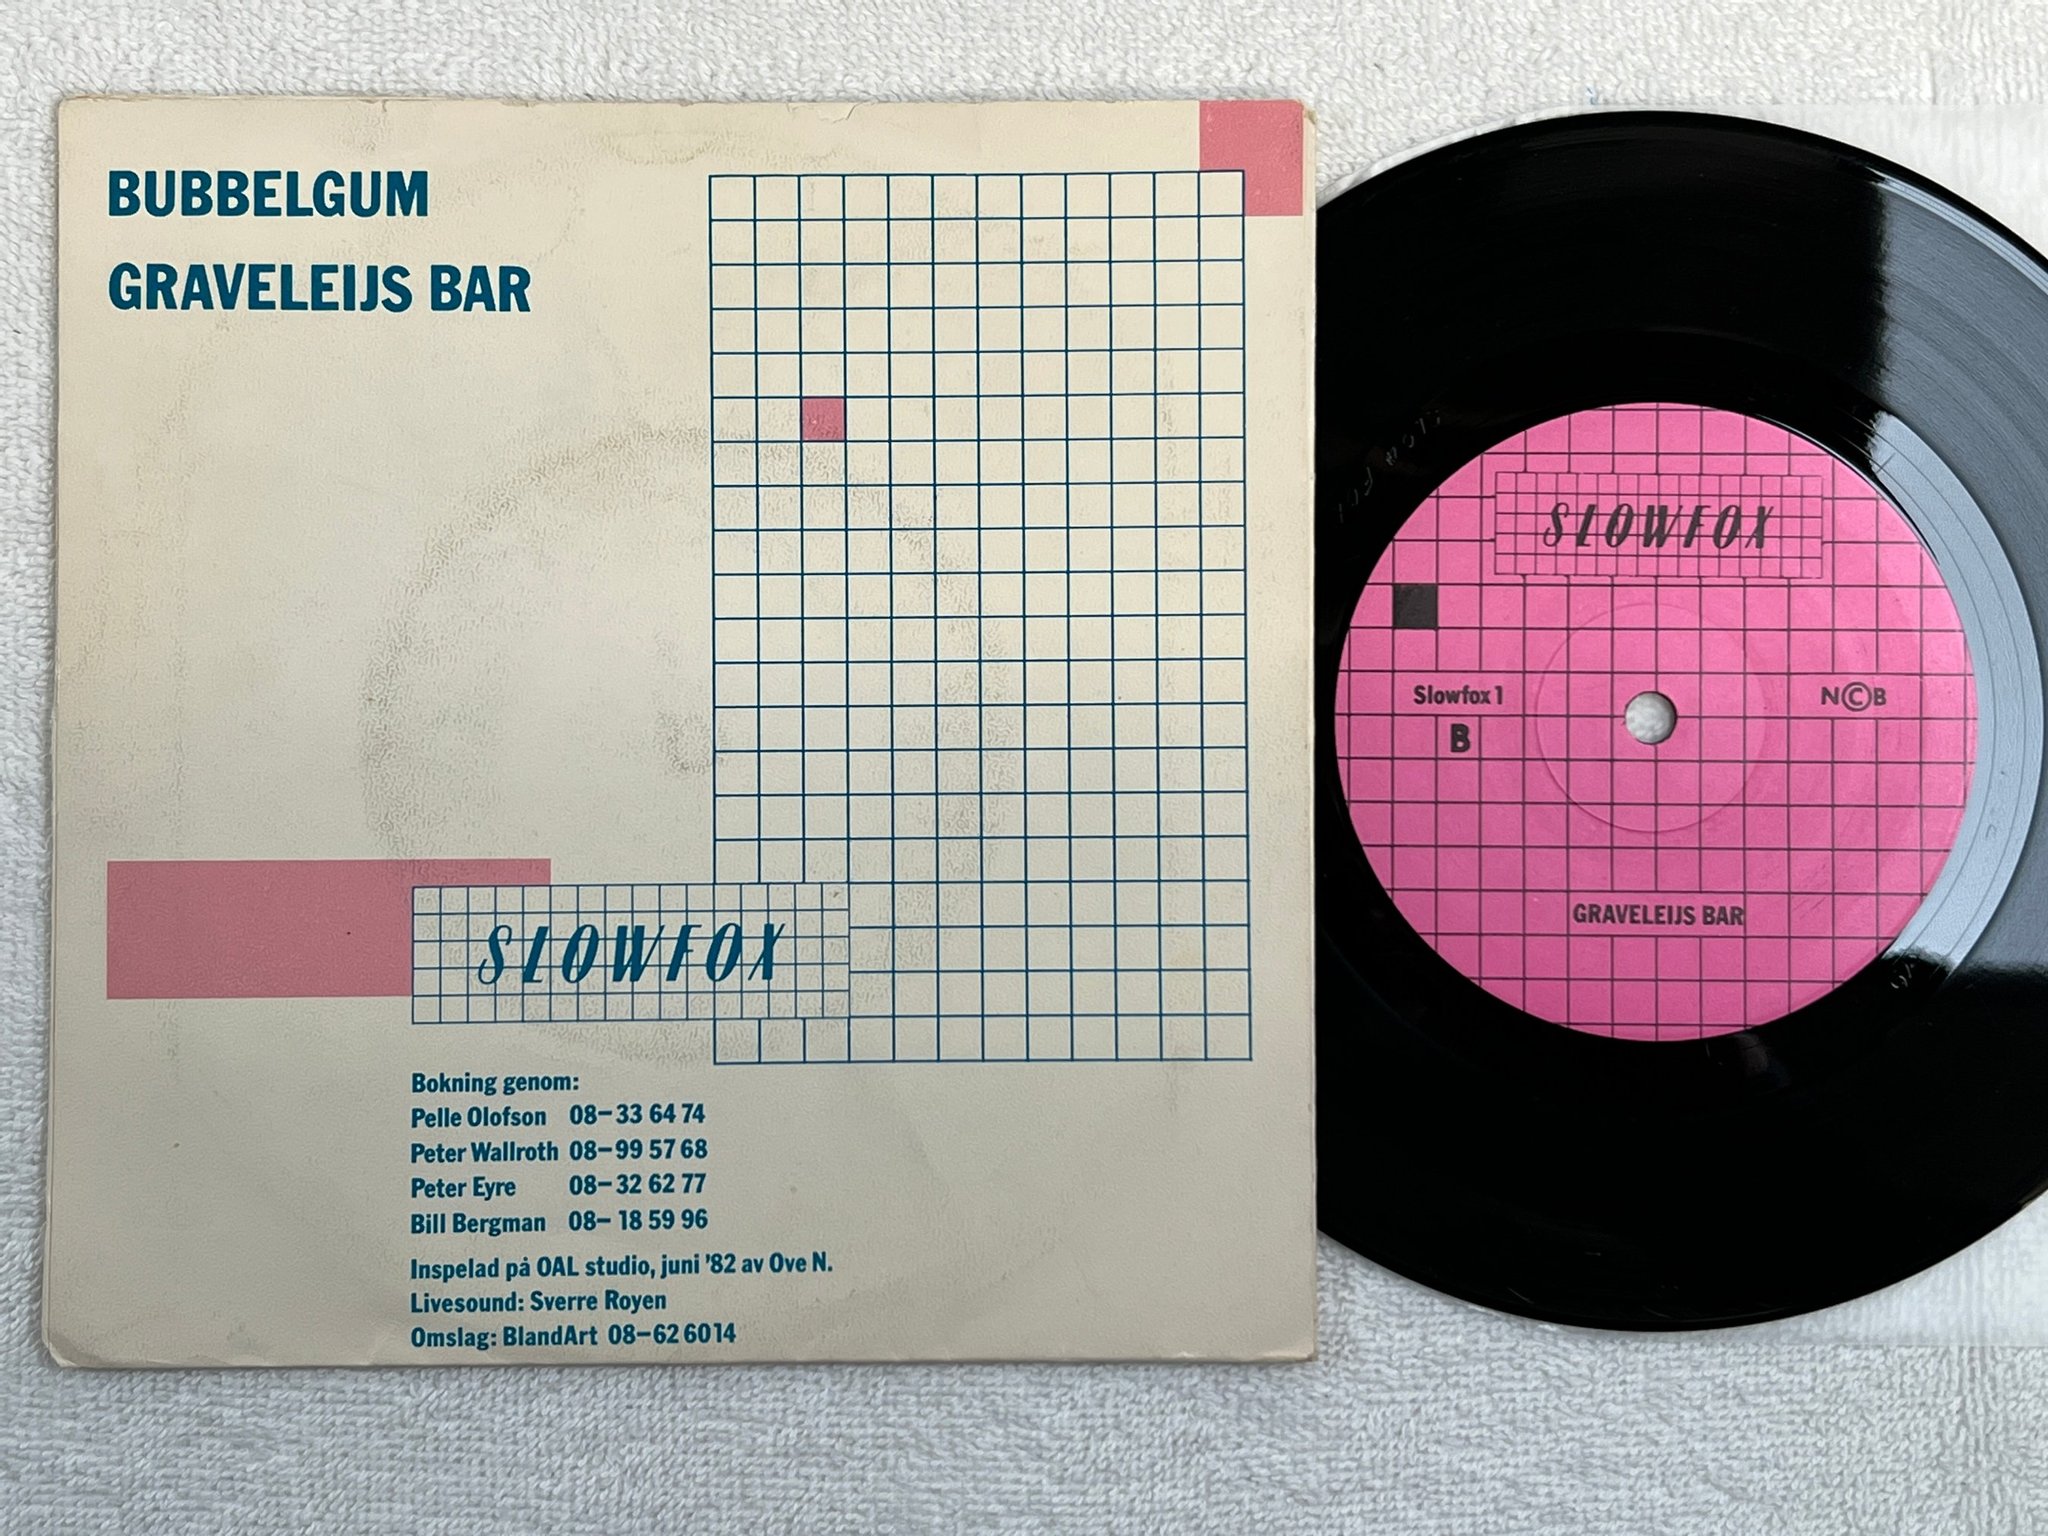 BUBBELGUM
GRAVELEIJS BAR
SLOWFOX
Bokning genom:
Pelle Olofson 08–33 64 74
Peter Wallroth 08–99 57 68
Peter Eyre 08–32 62 77
Bill Bergman 08– 18 59 96
Inspelad på OAL studio, juni '82 av Ove N.
Livesound: Sverre Royen
Omslag: BlandArt 08–62 60 14
SLOWFOX
Slowfox 1
N©B
B
GRAVELEIJS BAR